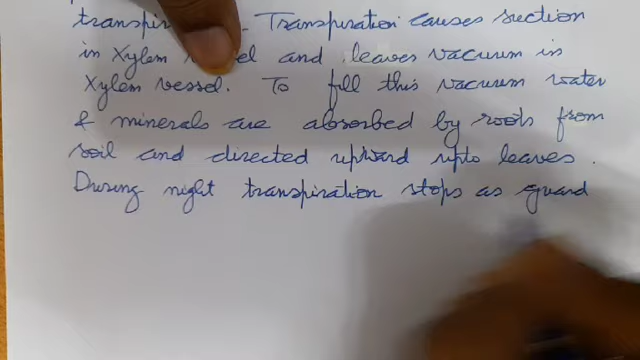 Transpiration causes suction
in Xylem and leaves vacuum in
Xylem vessel. To fill this vacuum water
& minerals are absorbed by roots from
soil and directed upward upto leaves.
During night transpiration stops as guard